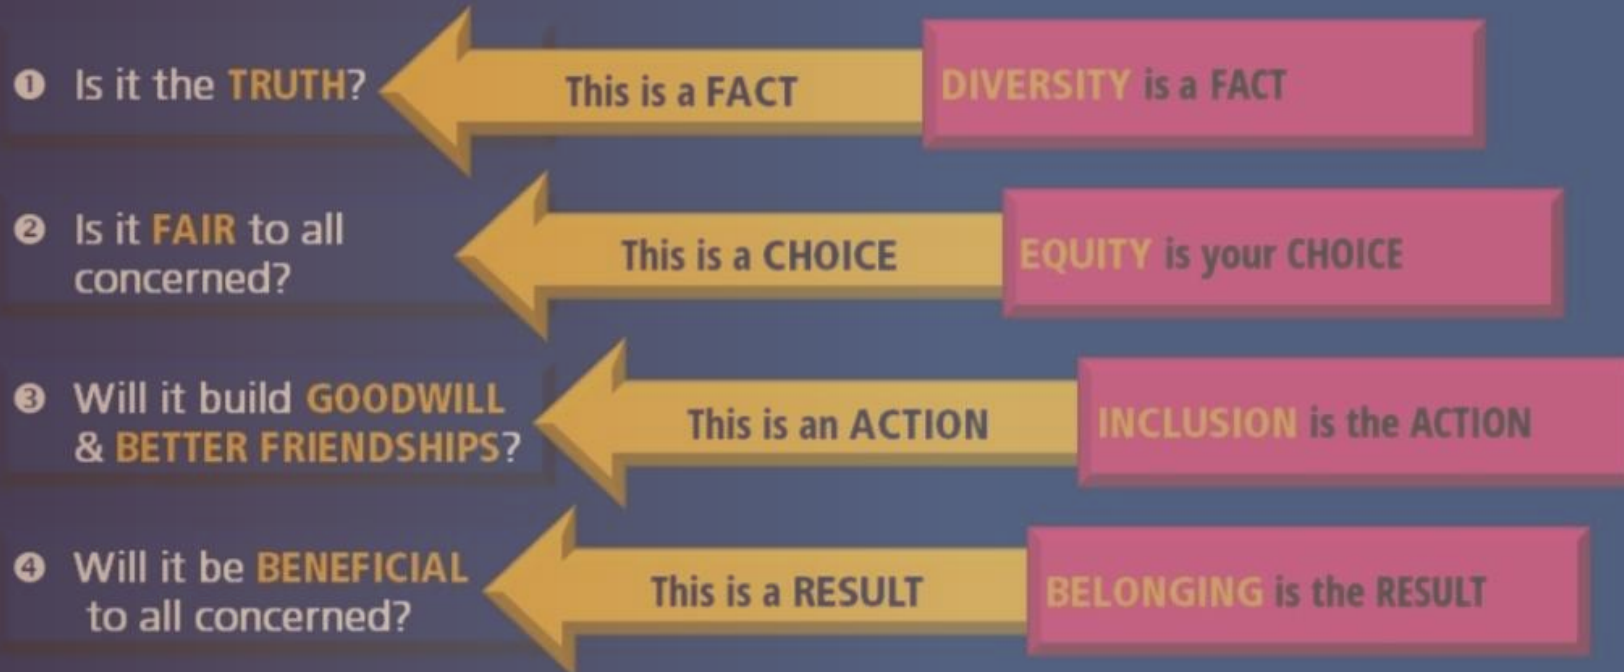 ❶ Is it the TRUTH?
This is a FACT
DIVERSITY is a FACT
❷ Is it FAIR to all
concerned?
This is a CHOICE
EQUITY is your CHOICE
❸ Will it build GOODWILL
& BETTER FRIENDSHIPS?
This is an ACTION
INCLUSION is the ACTION
❹ Will it be BENEFICIAL
to all concerned?
This is a RESULT
BELONGING is the RESULT